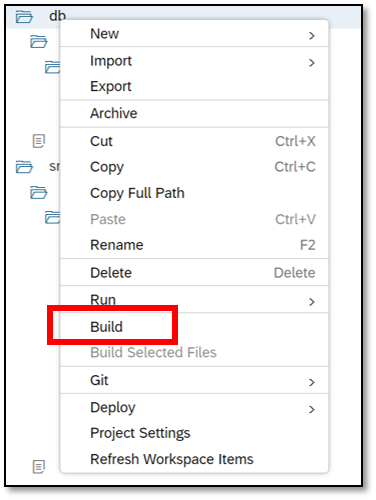 db
New
Import
Export
Archive
Cut Ctrl+X
Copy Ctrl+C
Copy Full Path
Paste Ctrl+V
Rename F2
Delete Delete
Run
Build
Build Selected Files
Git
Deploy
Project Settings
Refresh Workspace Items